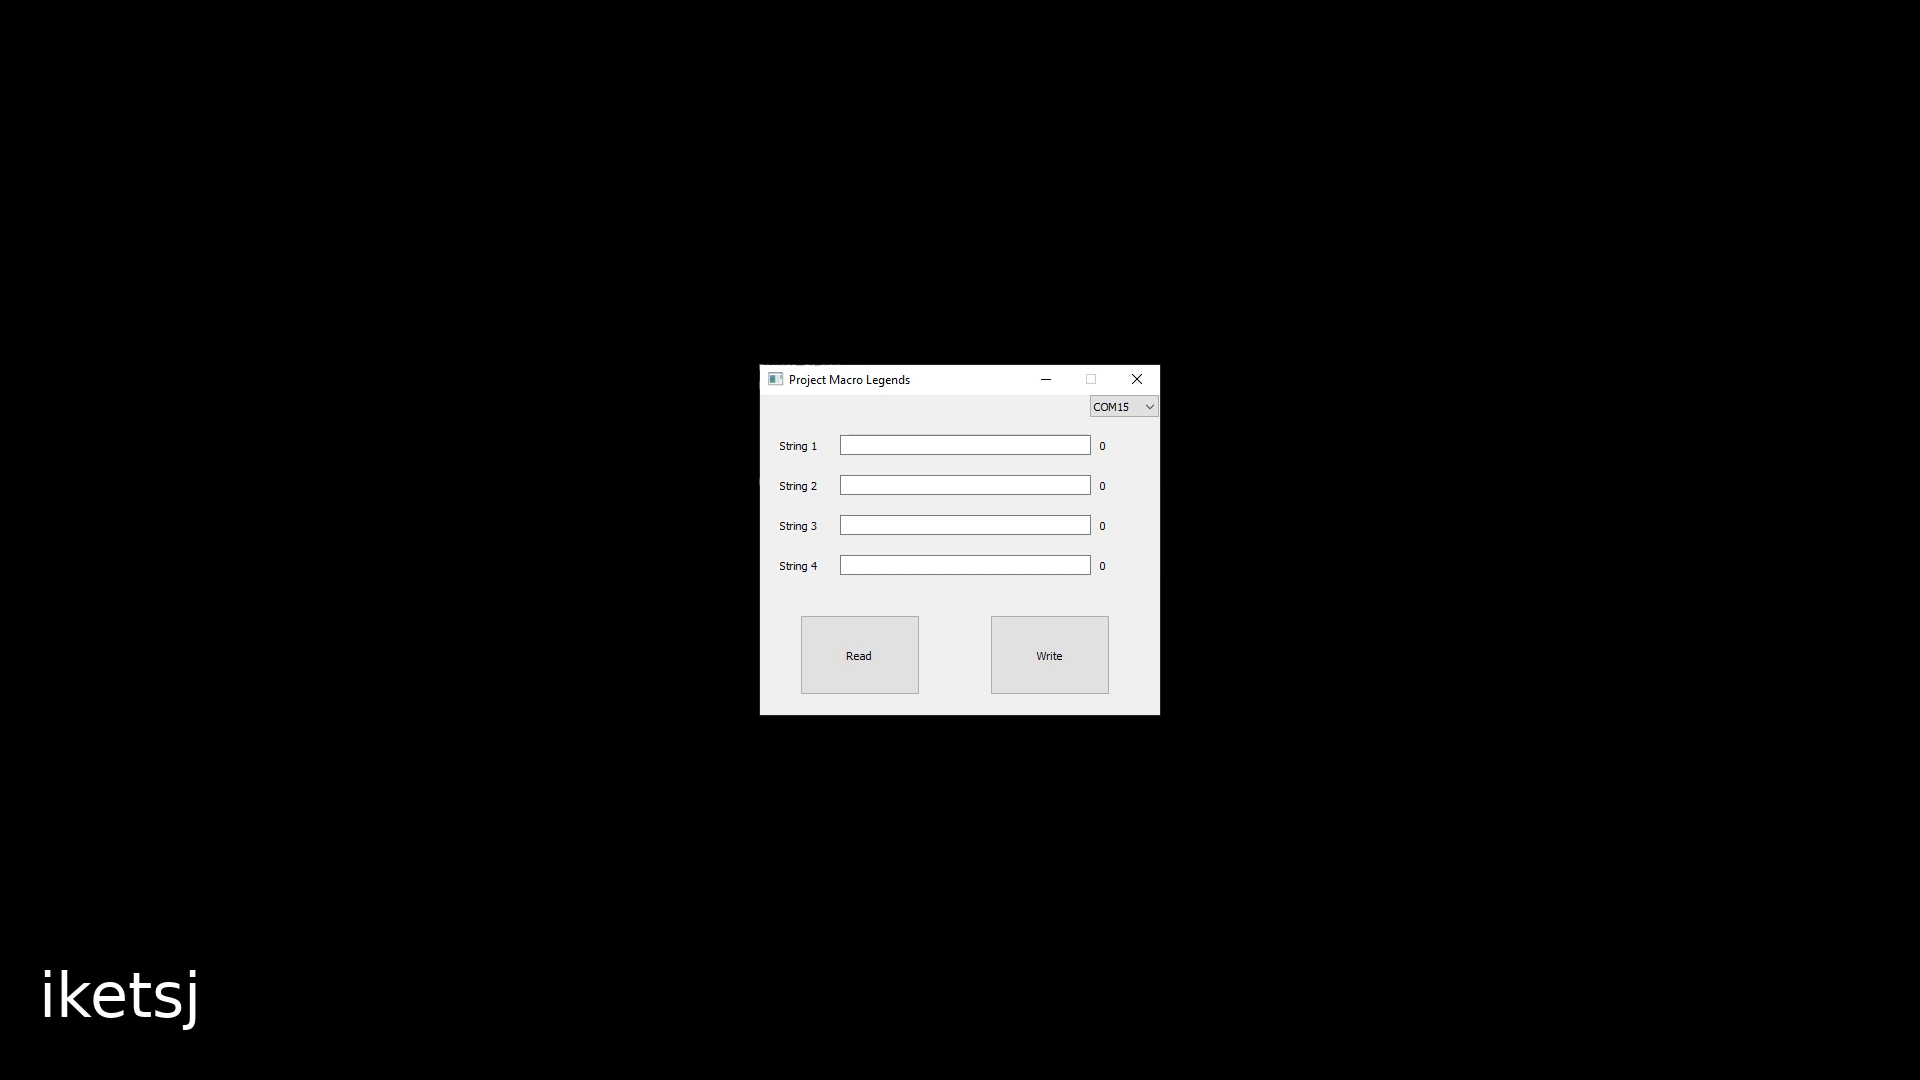 Project Macro Legends
COM15
String 1 0
String 2 0
String 3 0
String 4 0
Read Write
iketsj